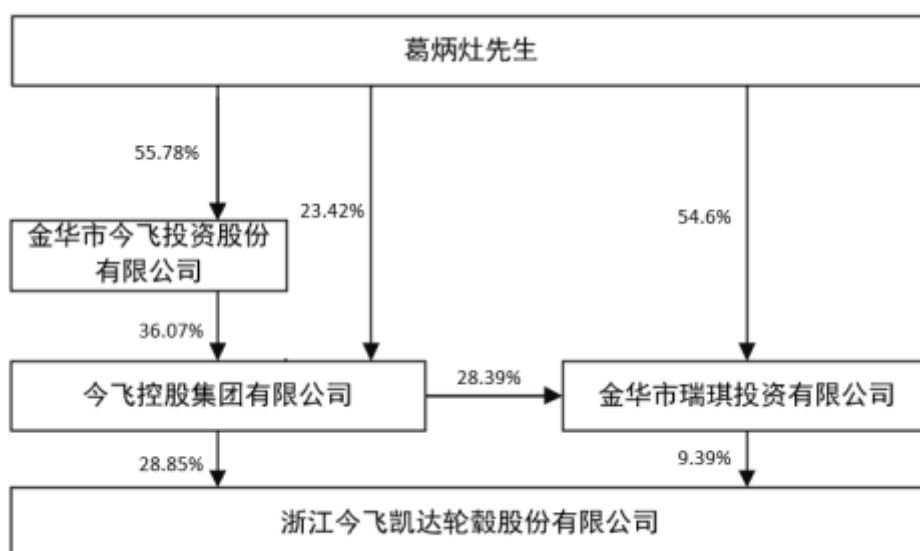 葛炳灶先生
55.78%
23.42%
54.6%
金华市今飞投资股份
有限公司
36.07%
今飞控股集团有限公司
28.39%
金华市瑞琪投资有限公司
28.85%
9.39%
浙江今飞凯达轮毂股份有限公司